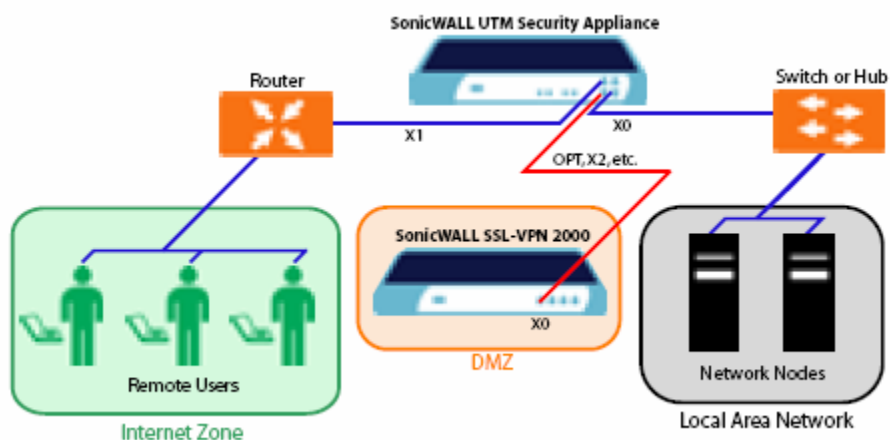 SonicWALL UTM Security Appliance
Router
Switch or Hub
X1
X0
OPT, X2, etc.
SonicWALL SSL-VPN 2000
X0
DMZ
Remote Users
Internet Zone
Network Nodes
Local Area Network